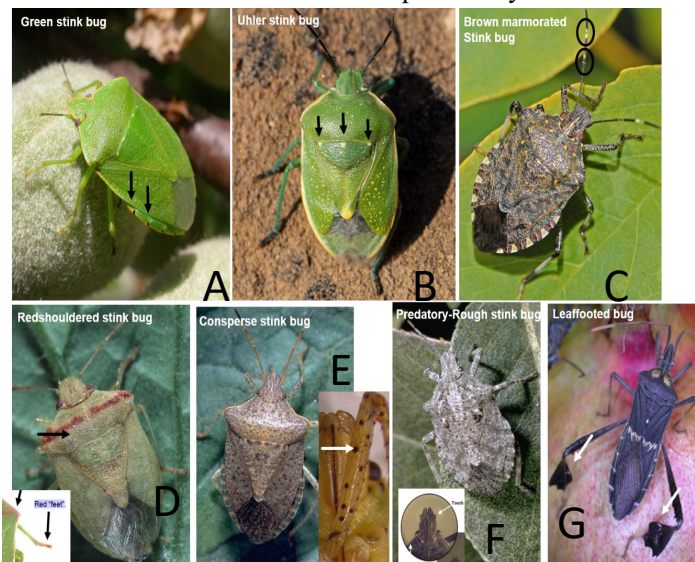 Green stink bug
Uhler stink bug
Brown marmorated
Stink bug
A
B
C
Redshouldered stink bug
Consperse stink bug
Predatory-Rough stink bug
Leaffooted bug
E
Red "feet".
D
Teeth
F
G